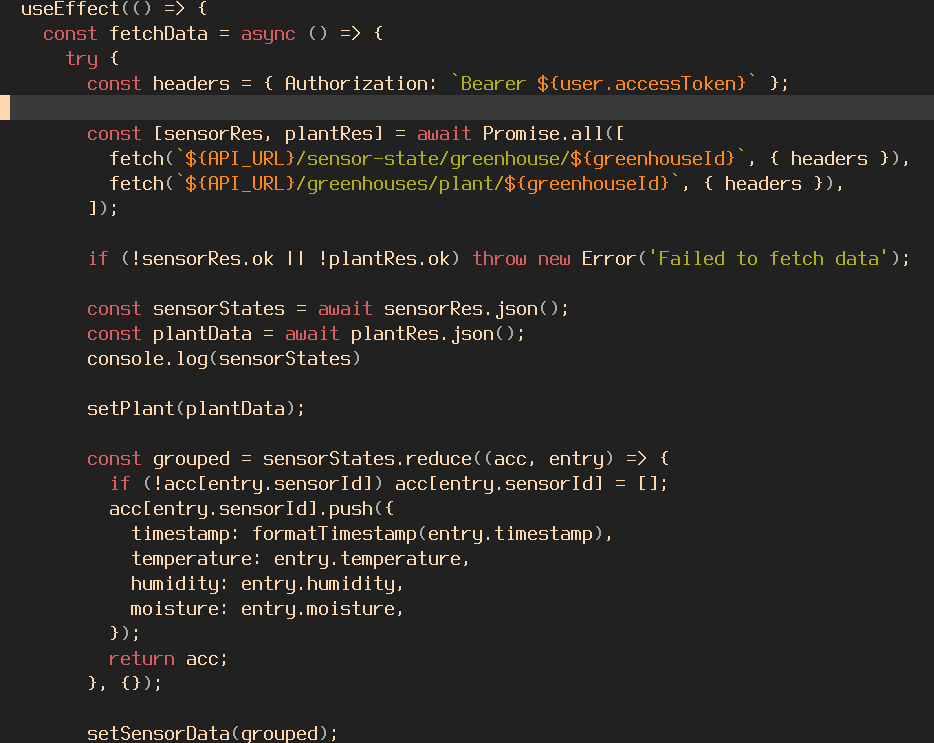 useEffect(() => {
  const fetchData = async () => {
    try {
      const headers = { Authorization: `Bearer ${user.accessToken}` };

      const [sensorRes, plantRes] = await Promise.all([
        fetch(`${API_URL}/sensor-state/greenhouse/${greenhouseId}`, { headers }),
        fetch(`${API_URL}/greenhouses/plant/${greenhouseId}`, { headers }),
      ]);

      if (!sensorRes.ok || !plantRes.ok) throw new Error('Failed to fetch data');

      const sensorStates = await sensorRes.json();
      const plantData = await plantRes.json();
      console.log(sensorStates)

      setPlant(plantData);

      const grouped = sensorStates.reduce((acc, entry) => {
        if (!acc[entry.sensorId]) acc[entry.sensorId] = [];
        acc[entry.sensorId].push({
          timestamp: formatTimestamp(entry.timestamp),
          temperature: entry.temperature,
          humidity: entry.humidity,
          moisture: entry.moisture,
        });
        return acc;
      }, {});

      setSensorData(grouped);